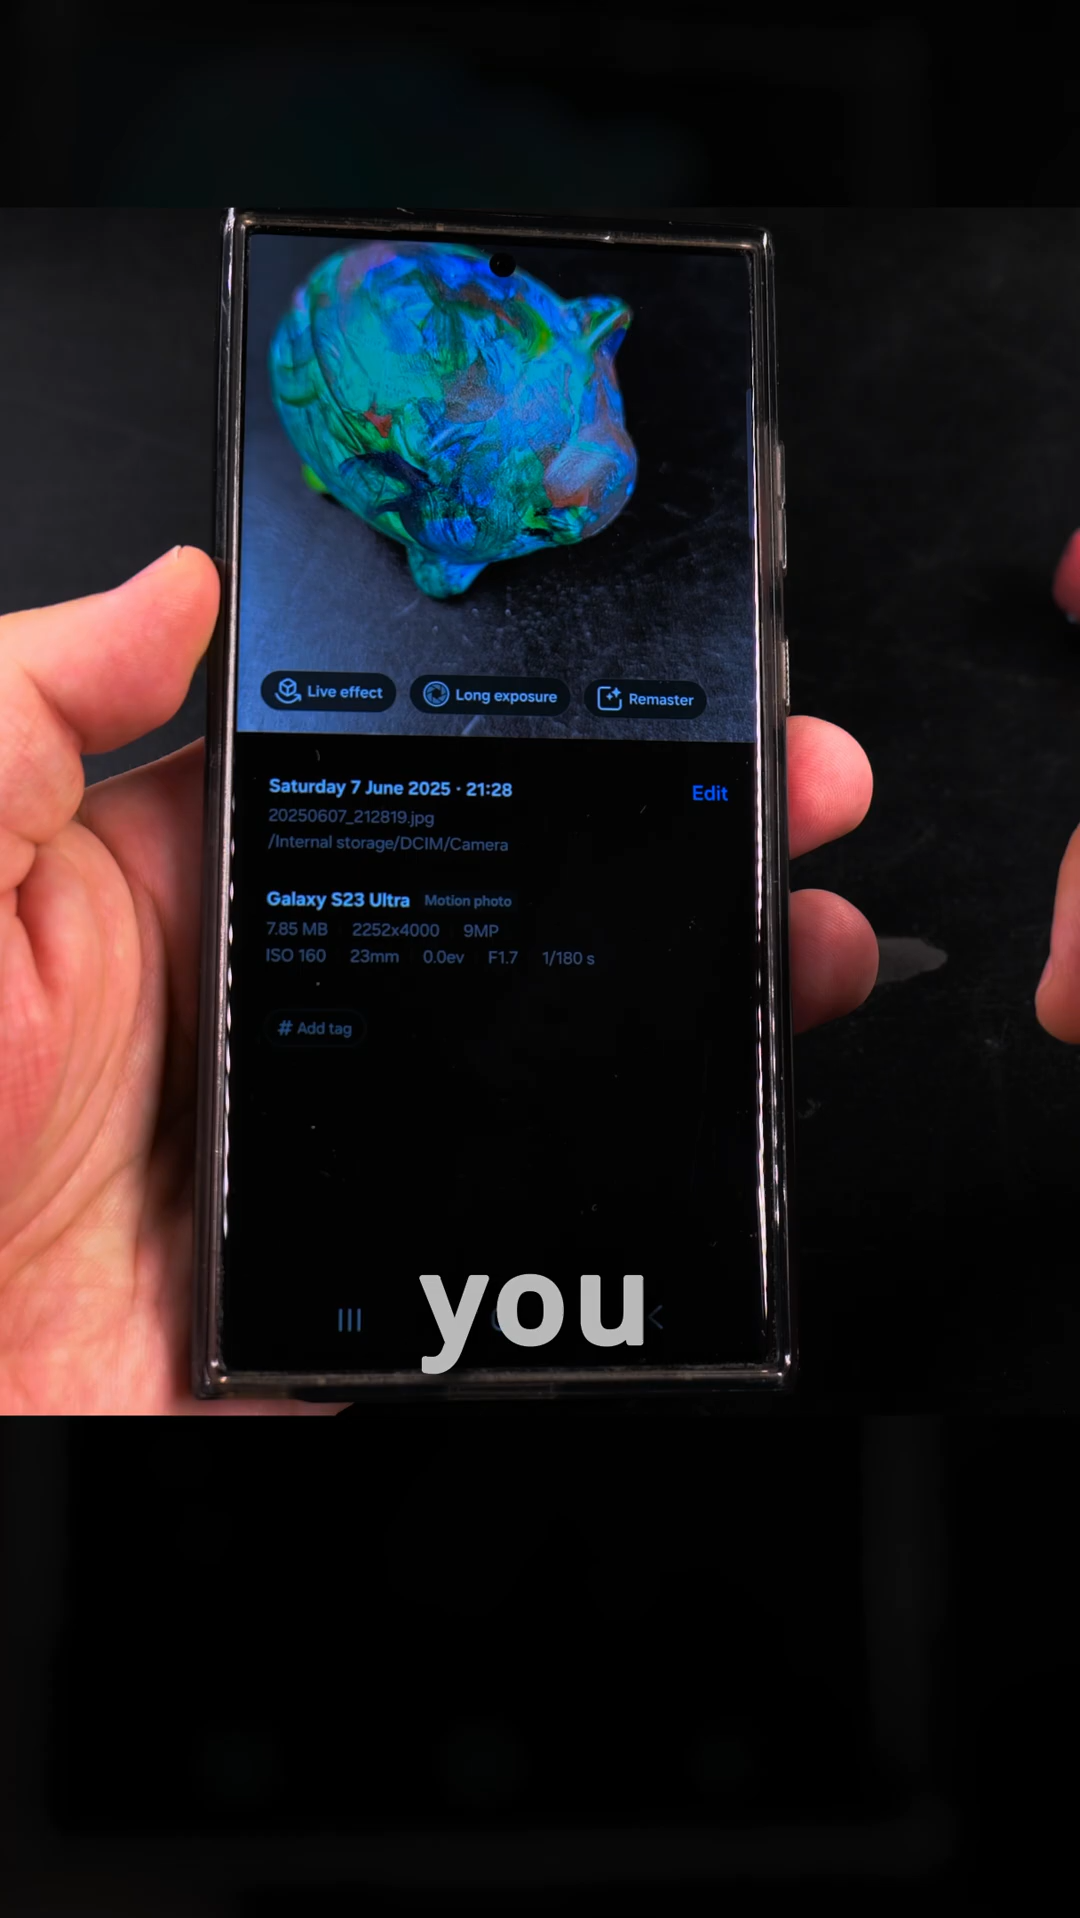 Live effect
Long exposure
Remaster
Saturday 7 June 2025 · 21:28
Edit
20250607_212819.jpg
/Internal storage/DCIM/Camera
Galaxy S23 Ultra Motion photo
7.85 MB 2252x4000 9MP
ISO 160 23mm 0.0ev F1.7 1/180 s
# Add tag
you